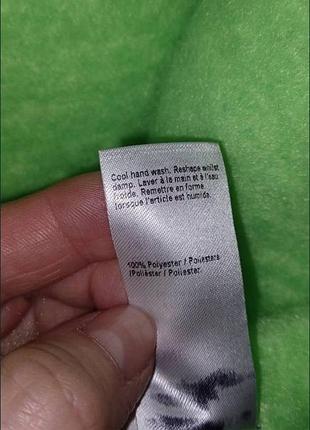 Cool hand wash. Reshape whilst
damp. Laver à la main et à l'eau
froide. Remettre en forme
lorsque l'article est humide.
100% Polyester / Poliestere
/Poliéster / Poliester.